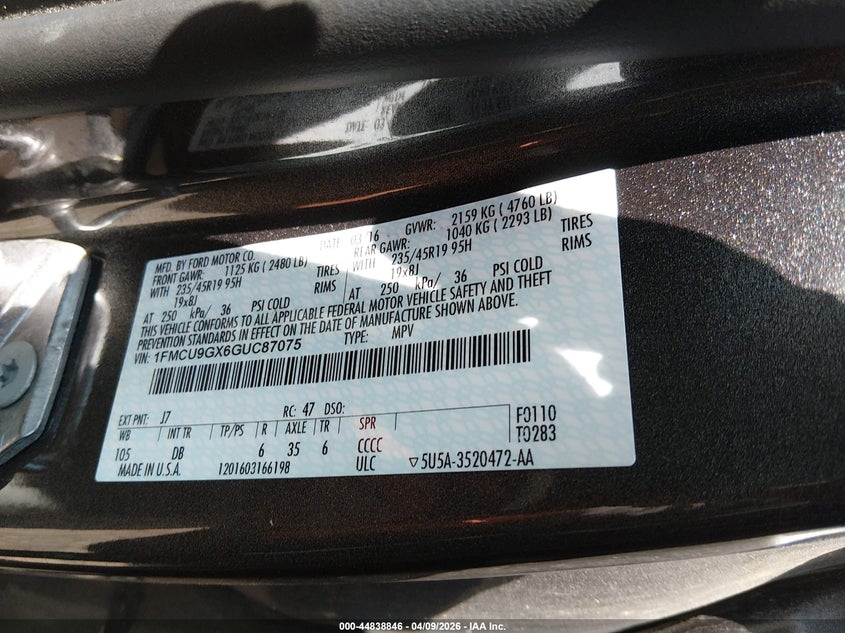 MFD. BY FORD MOTOR CO. DATE 03/16 GVWR: 2159 KG ( 4760 LB)
FRONT GAWR: 1125 KG ( 2480 LB) REAR GAWR: 1040 KG ( 2293 LB)
WITH 235/45R19 95H TIRES WITH 235/45R19 95H TIRES
19x8J RIMS 19x8J RIMS
AT 250 kPa/ 36 PSI COLD AT 250 kPa/ 36 PSI COLD
THIS VEHICLE CONFORMS TO ALL APPLICABLE FEDERAL MOTOR VEHICLE SAFETY AND THEFT
PREVENTION STANDARDS IN EFFECT ON THE DATE OF MANUFACTURE SHOWN ABOVE.
VIN: 1FMCU9GX6GUC87075 TYPE: MPV
EXT PNT: J7 RC: 47 DSO: F0110
WB INT TR TP/PS R AXLE TR SPR T0283
105 DB 6 35 6 CCCC
MADE IN U.S.A. 1201603166198 ULC ▽5U5A-3520472-AA
000-44838846 - 04/09/2026 - IAA Inc.